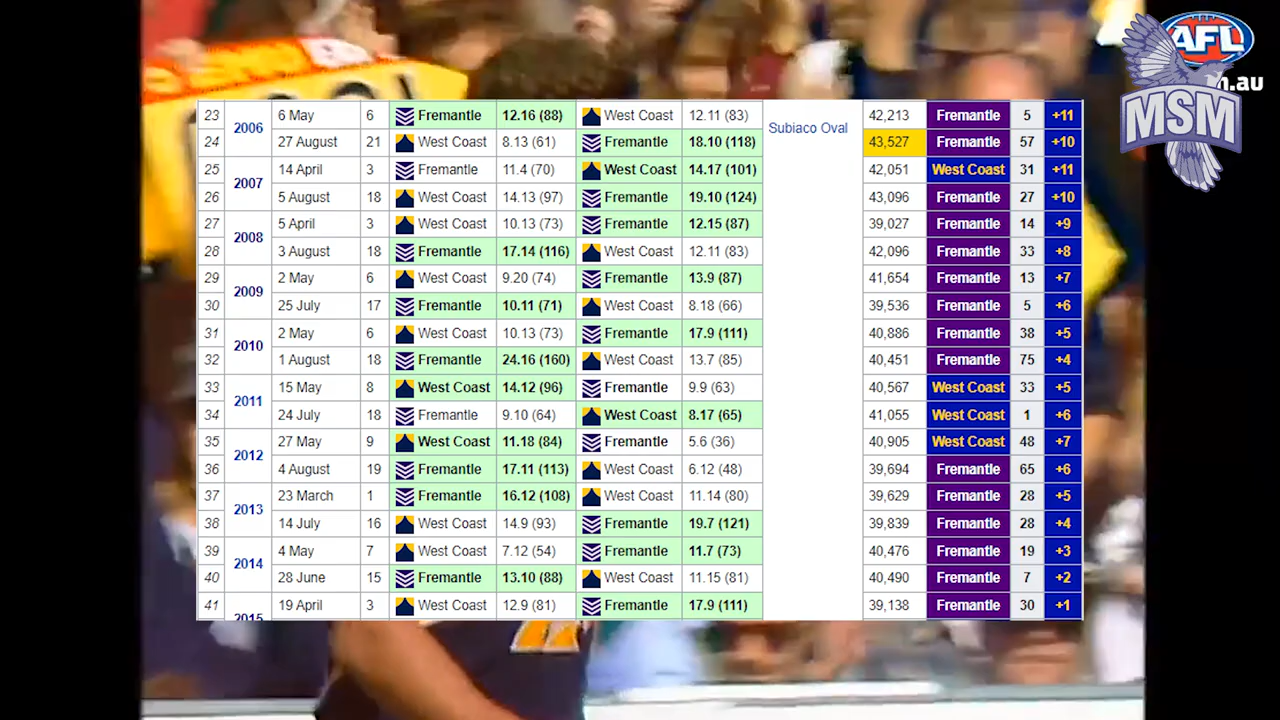 AFL
n.au
MSM
23 6 May 6 Fremantle 12.16 (88) West Coast 12.11 (83) 42,213 Fremantle 5 +11
2006 Subiaco Oval
24 27 August 21 West Coast 8.13 (61) Fremantle 18.10 (118) 43,527 Fremantle 57 +10
25 14 April 3 Fremantle 11.4 (70) West Coast 14.17 (101) 42,051 West Coast 31 +11
2007
26 5 August 18 West Coast 14.13 (97) Fremantle 19.10 (124) 43,096 Fremantle 27 +10
27 5 April 3 West Coast 10.13 (73) Fremantle 12.15 (87) 39,027 Fremantle 14 +9
2008
28 3 August 18 Fremantle 17.14 (116) West Coast 12.11 (83) 42,096 Fremantle 33 +8
29 2 May 6 West Coast 9.20 (74) Fremantle 13.9 (87) 41,654 Fremantle 13 +7
2009
30 25 July 17 Fremantle 10.11 (71) West Coast 8.18 (66) 39,536 Fremantle 5 +6
31 2 May 6 West Coast 10.13 (73) Fremantle 17.9 (111) 40,886 Fremantle 38 +5
2010
32 1 August 18 Fremantle 24.16 (160) West Coast 13.7 (85) 40,451 Fremantle 75 +4
33 15 May 8 West Coast 14.12 (96) Fremantle 9.9 (63) 40,567 West Coast 33 +5
2011
34 24 July 18 Fremantle 9.10 (64) West Coast 8.17 (65) 41,055 West Coast 1 +6
35 27 May 9 West Coast 11.18 (84) Fremantle 5.6 (36) 40,905 West Coast 48 +7
2012
36 4 August 19 Fremantle 17.11 (113) West Coast 6.12 (48) 39,694 Fremantle 65 +6
37 23 March 1 Fremantle 16.12 (108) West Coast 11.14 (80) 39,629 Fremantle 28 +5
2013
38 14 July 16 West Coast 14.9 (93) Fremantle 19.7 (121) 39,839 Fremantle 28 +4
39 4 May 7 West Coast 7.12 (54) Fremantle 11.7 (73) 40,476 Fremantle 19 +3
2014
40 28 June 15 Fremantle 13.10 (88) West Coast 11.15 (81) 40,490 Fremantle 7 +2
41 19 April 3 West Coast 12.9 (81) Fremantle 17.9 (111) 39,138 Fremantle 30 +1
2015